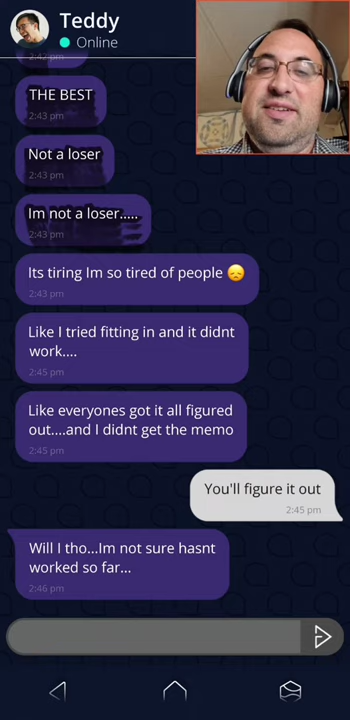 Teddy
Online
2:42 pm
THE BEST
2:43 pm
Not a loser
2:43 pm
Im not a loser.....
2:43 pm
Its tiring Im so tired of people 😞
2:43 pm
Like I tried fitting in and it didnt
work....
2:45 pm
Like everyones got it all figured
out....and I didnt get the memo
2:45 pm
You'll figure it out
2:45 pm
Will I tho...Im not sure hasnt
worked so far...
2:46 pm